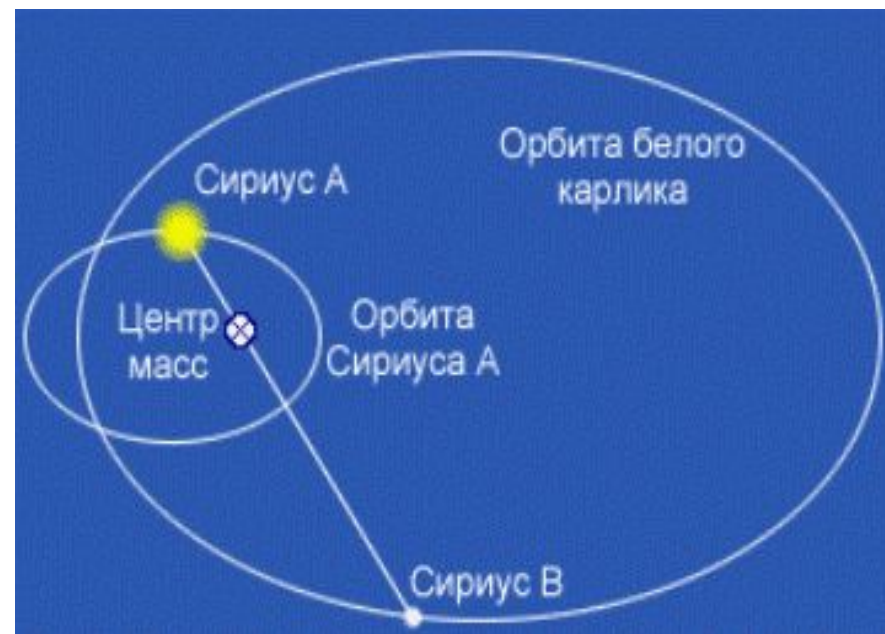 Орбита белого
карлика
Сириус А
Центр
масс
Орбита
Сириуса А
Сириус В